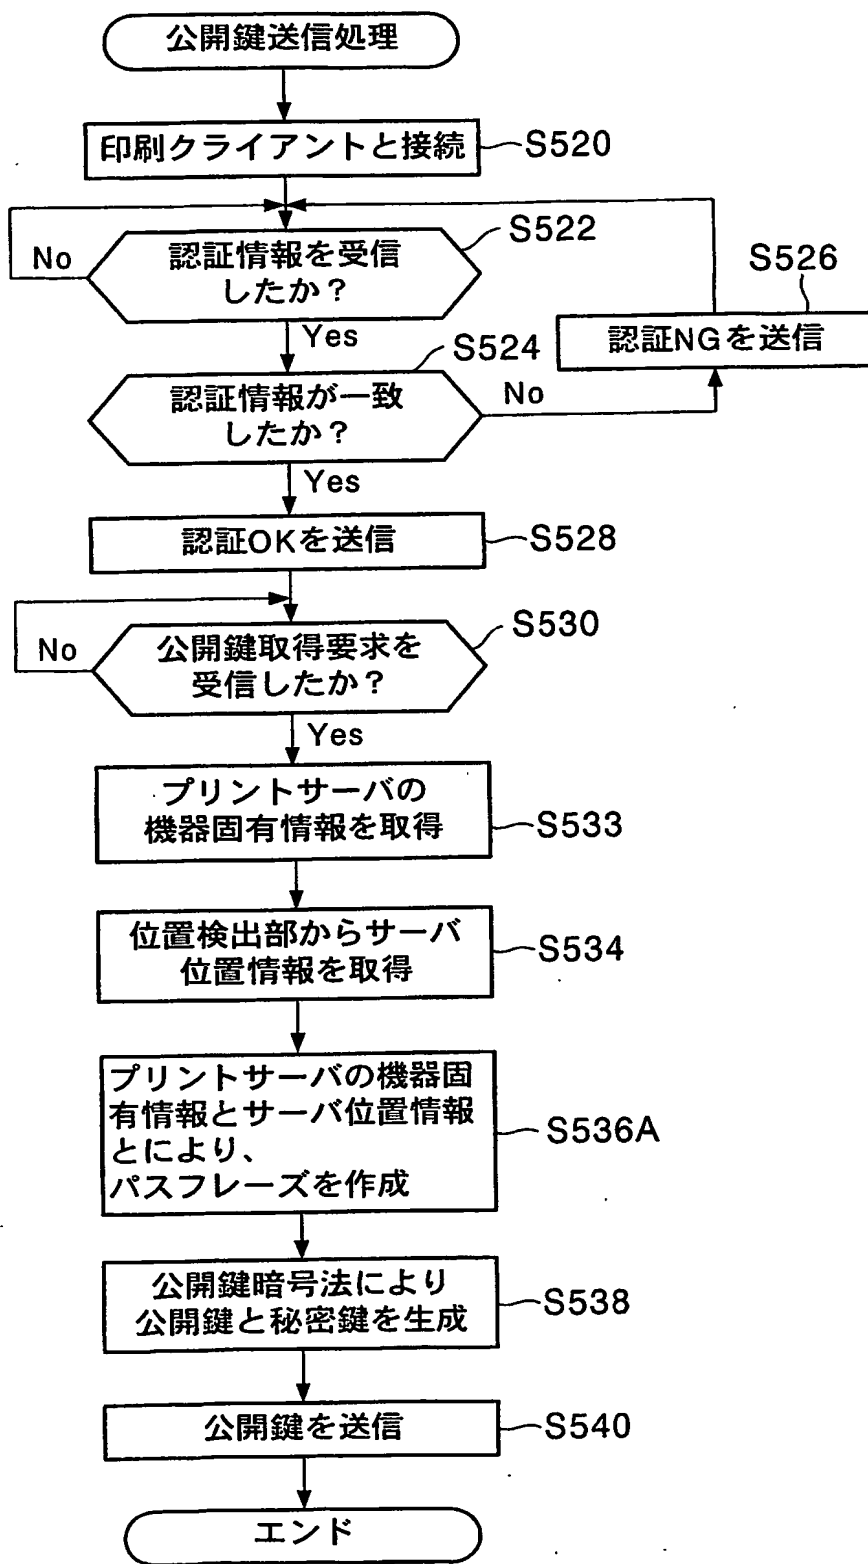 公開鍵送信処理
印刷クライアントと接続
S520
S522
No
認証情報を受信
したか？
S526
Yes
認証NGを送信
S524
認証情報が一致
したか？
No
Yes
認証OKを送信
S528
S530
No
公開鍵取得要求を
受信したか？
Yes
プリントサーバの
機器固有情報を取得
S533
位置検出部からサーバ
位置情報を取得
S534
プリントサーバの機器固
有情報とサーバ位置情報
とにより、
パスフレーズを作成
S536A
公開鍵暗号法により
公開鍵と秘密鍵を生成
S538
公開鍵を送信
S540
エンド